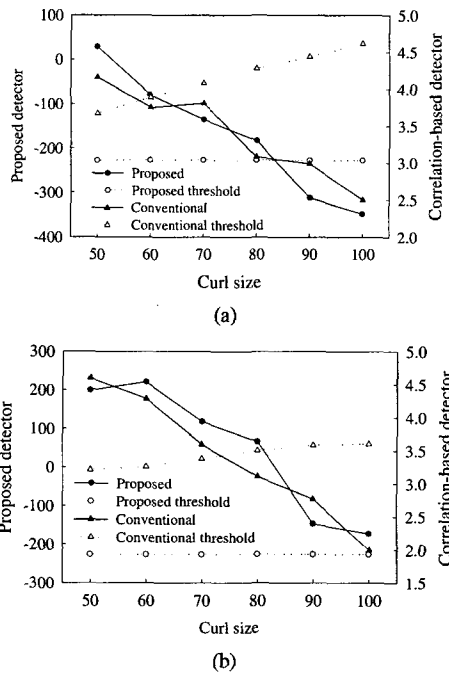 100
0
-100
-200
-300
-400
5.0
4.5
4.0
3.5
3.0
2.5
2.0
Proposed detector
Correlation-based detector
Proposed
Proposed threshold
Conventional
Conventional threshold
50 60 70 80 90 100
Curl size
(a)
300
200
100
0
-100
-200
-300
5.0
4.5
4.0
3.5
3.0
2.5
2.0
1.5
Proposed detector
Correlation-based detector
Proposed
Proposed threshold
Conventional
Conventional threshold
50 60 70 80 90 100
Curl size
(b)